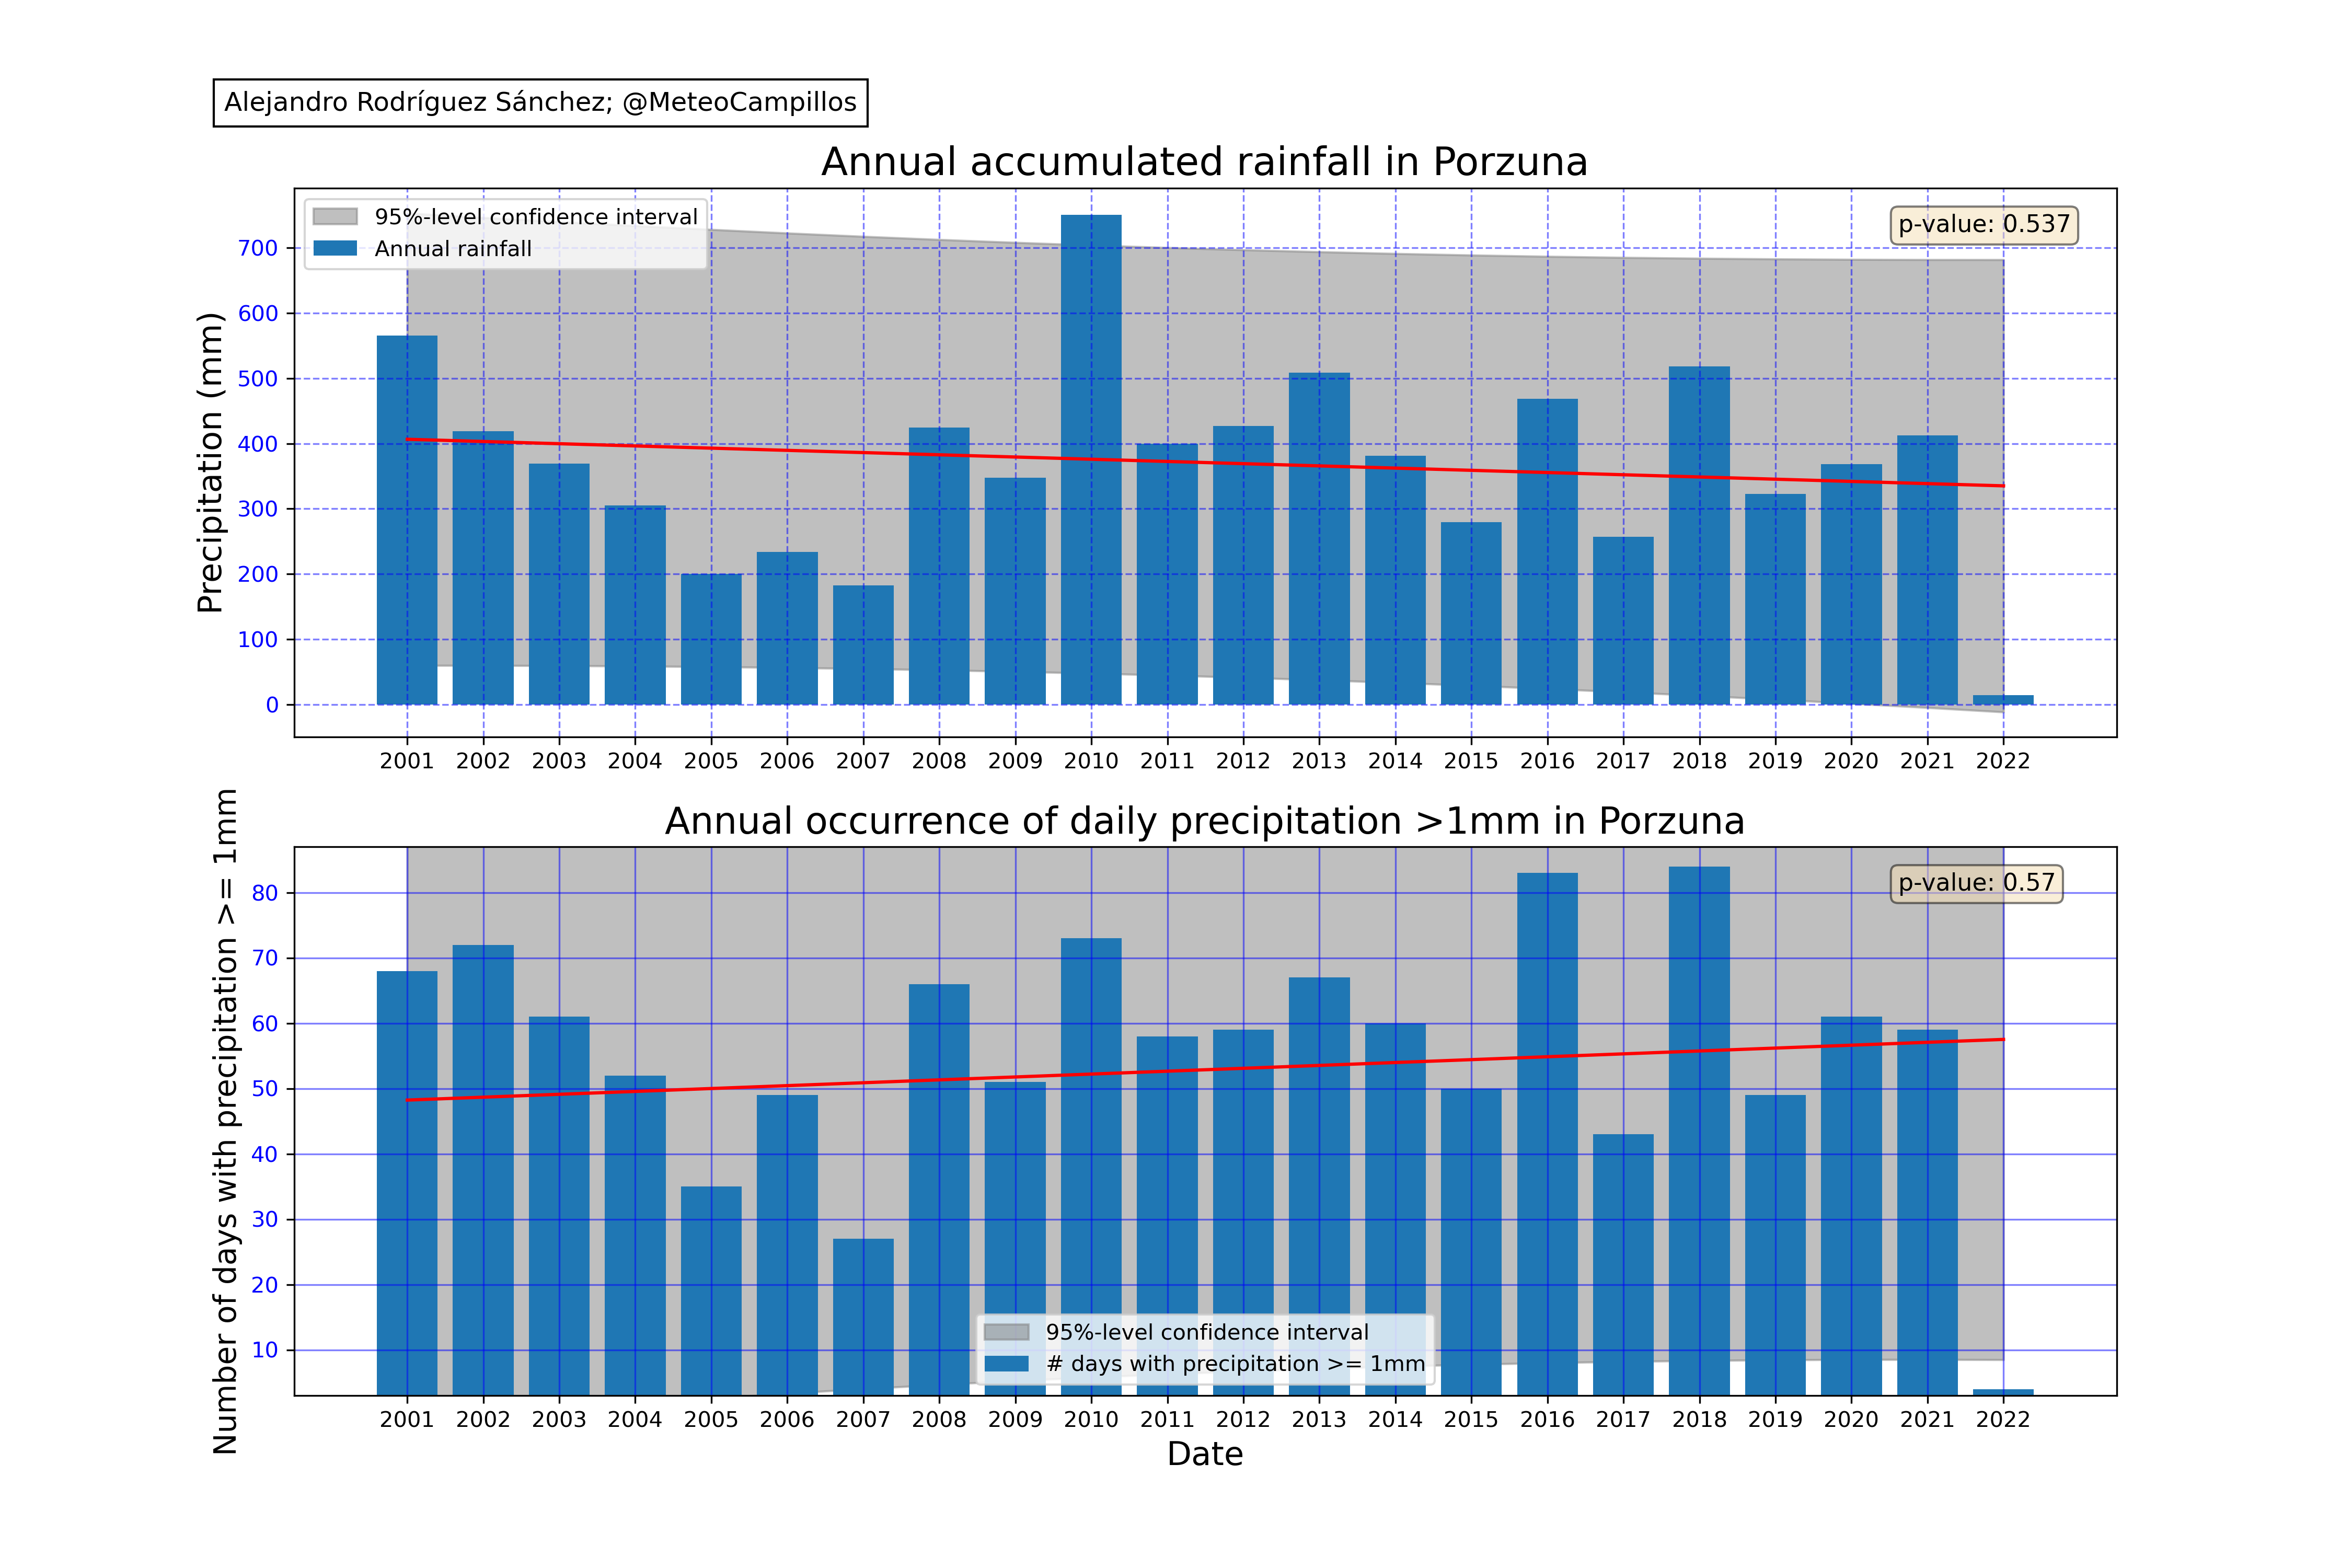 Alejandro Rodríguez Sánchez; @MeteoCampillos
Annual accumulated rainfall in Porzuna
95%-level confidence interval
Annual rainfall
p-value: 0.537
Precipitation (mm)
700
600
500
400
300
200
100
0
2001 2002 2003 2004 2005 2006 2007 2008 2009 2010 2011 2012 2013 2014 2015 2016 2017 2018 2019 2020 2021 2022
Annual occurrence of daily precipitation >1mm in Porzuna
p-value: 0.57
Number of days with precipitation >= 1mm
80
70
60
50
40
30
20
10
95%-level confidence interval
# days with precipitation >= 1mm
2001 2002 2003 2004 2005 2006 2007 2008 2009 2010 2011 2012 2013 2014 2015 2016 2017 2018 2019 2020 2021 2022
Date